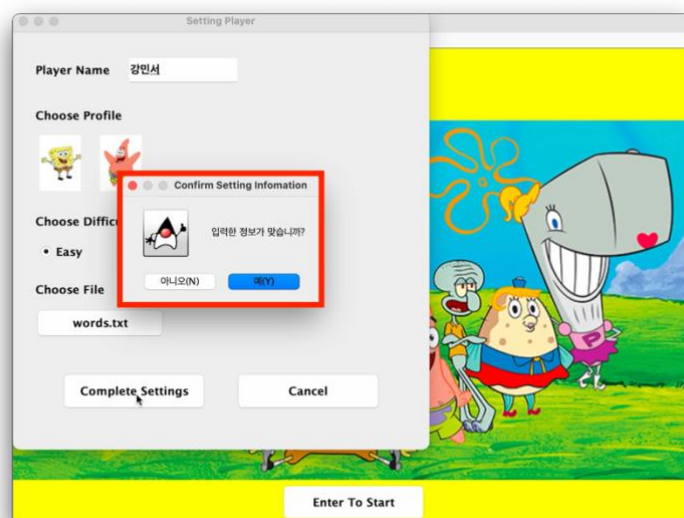 Setting Player
Player Name 강민서
Choose Profile
Confirm Setting Infomation
입력한 정보가 맞습니까?
아니오(N) 예(Y)
Choose Difficu
Easy
Choose File
words.txt
Complete Settings Cancel
P
Enter To Start